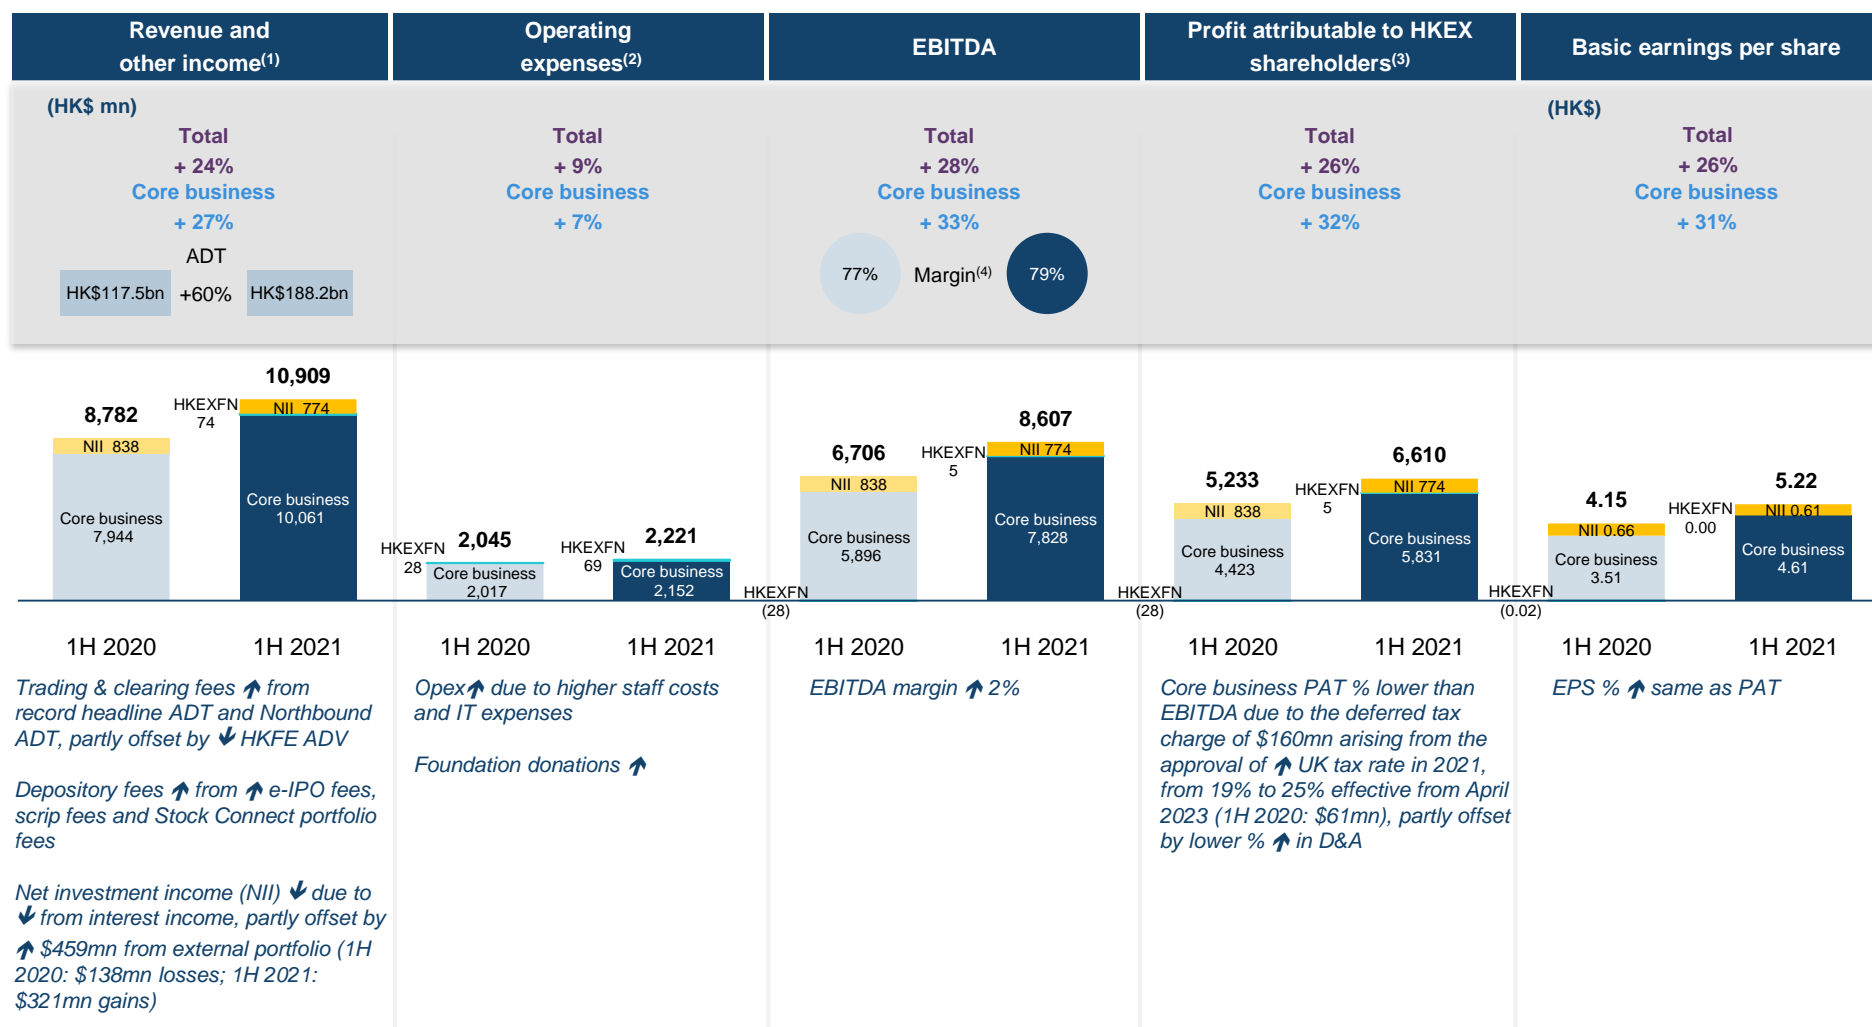 Revenue and
other income(1)
Operating
expenses(2)
EBITDA
Profit attributable to HKEX
shareholders(3)
Basic earnings per share
(HK$ mn)
(HK$)
Total
+ 24%
Core business
+ 27%
Total
+ 9%
Core business
+ 7%
Total
+ 28%
Core business
+ 33%
Total
+ 26%
Core business
+ 32%
Total
+ 26%
Core business
+ 31%
ADT
HK$117.5bn
+60%
HK$188.2bn
77%
Margin(4)
79%
8,782
NII 838
Core business
7,944
HKEXFN
74
10,909
NII 774
Core business
10,061
HKEXFN
28
2,045
Core business
2,017
HKEXFN
69
2,221
Core business
2,152
HKEXFN
(28)
6,706
NII 838
Core business
5,896
HKEXFN
5
8,607
NII 774
Core business
7,828
HKEXFN
(28)
5,233
NII 838
Core business
4,423
HKEXFN
5
6,610
NII 774
Core business
5,831
HKEXFN
(0.02)
4.15
NII 0.66
Core business
3.51
HKEXFN
0.00
5.22
NII 0.61
Core business
4.61
1H 2020
1H 2021
1H 2020
1H 2021
1H 2020
1H 2021
1H 2020
1H 2021
1H 2020
1H 2021
Trading & clearing fees 🡹 from
record headline ADT and Northbound
ADT, partly offset by 🡻 HKFE ADV
Depository fees 🡹 from 🡹 e-IPO fees,
scrip fees and Stock Connect portfolio
fees
Net investment income (NII) 🡻 due to
🡻 from interest income, partly offset by
🡹 $459mn from external portfolio (1H
2020: $138mn losses; 1H 2021:
$321mn gains)
Opex🡹 due to higher staff costs
and IT expenses
Foundation donations 🡹
EBITDA margin 🡹 2%
Core business PAT % lower than
EBITDA due to the deferred tax
charge of $160mn arising from the
approval of 🡹 UK tax rate in 2021,
from 19% to 25% effective from April
2023 (1H 2020: $61mn), partly offset
by lower % 🡹 in D&A
EPS % 🡹 same as PAT